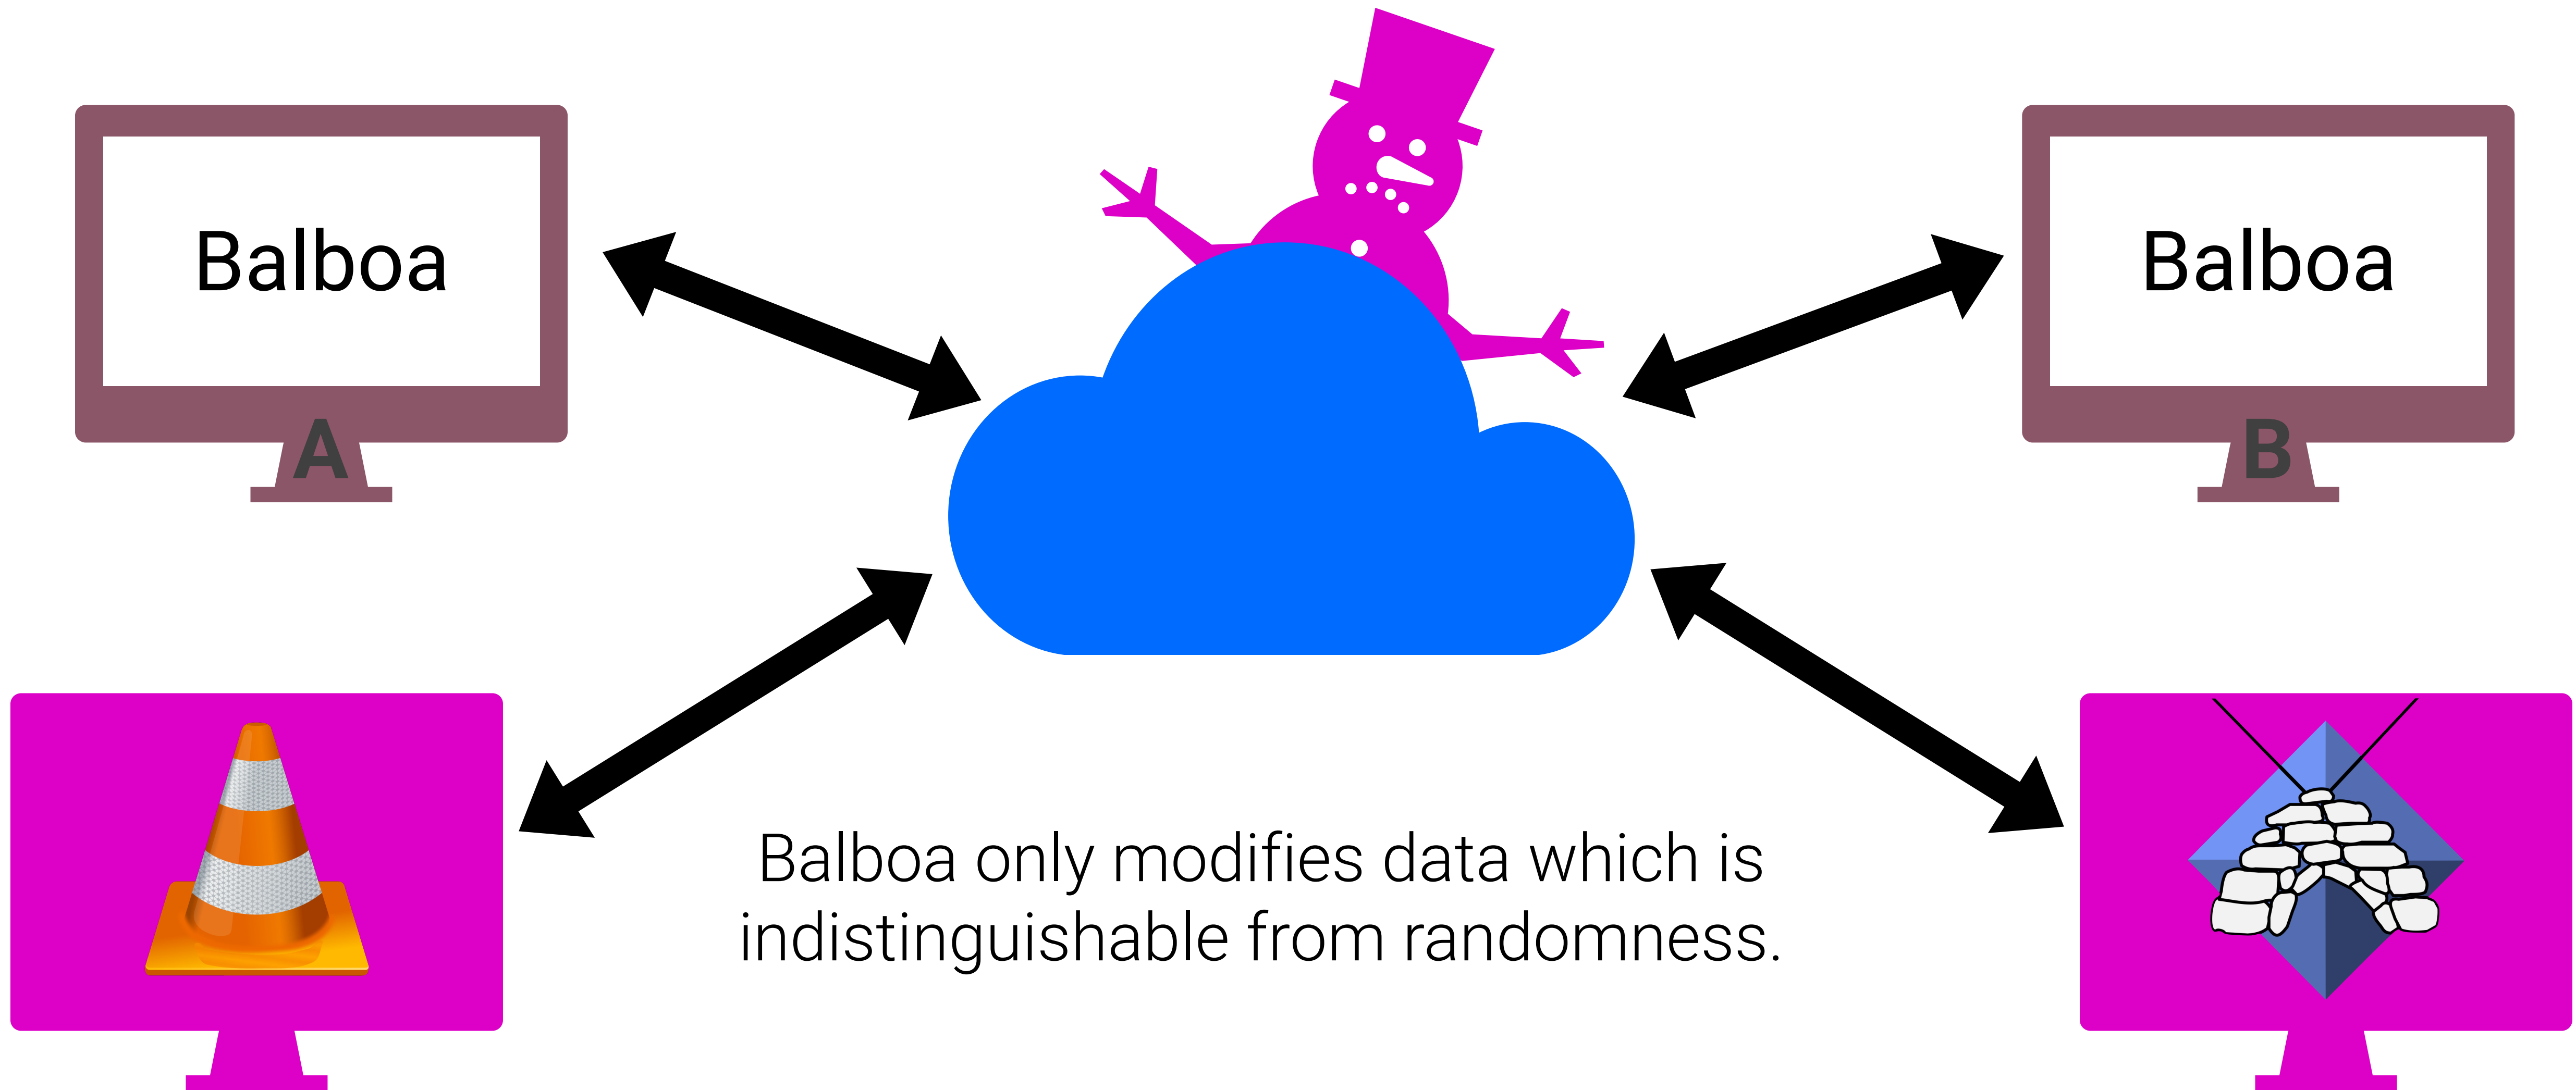 Balboa
Balboa
A
B
Balboa only modifies data which is
indistinguishable from randomness.